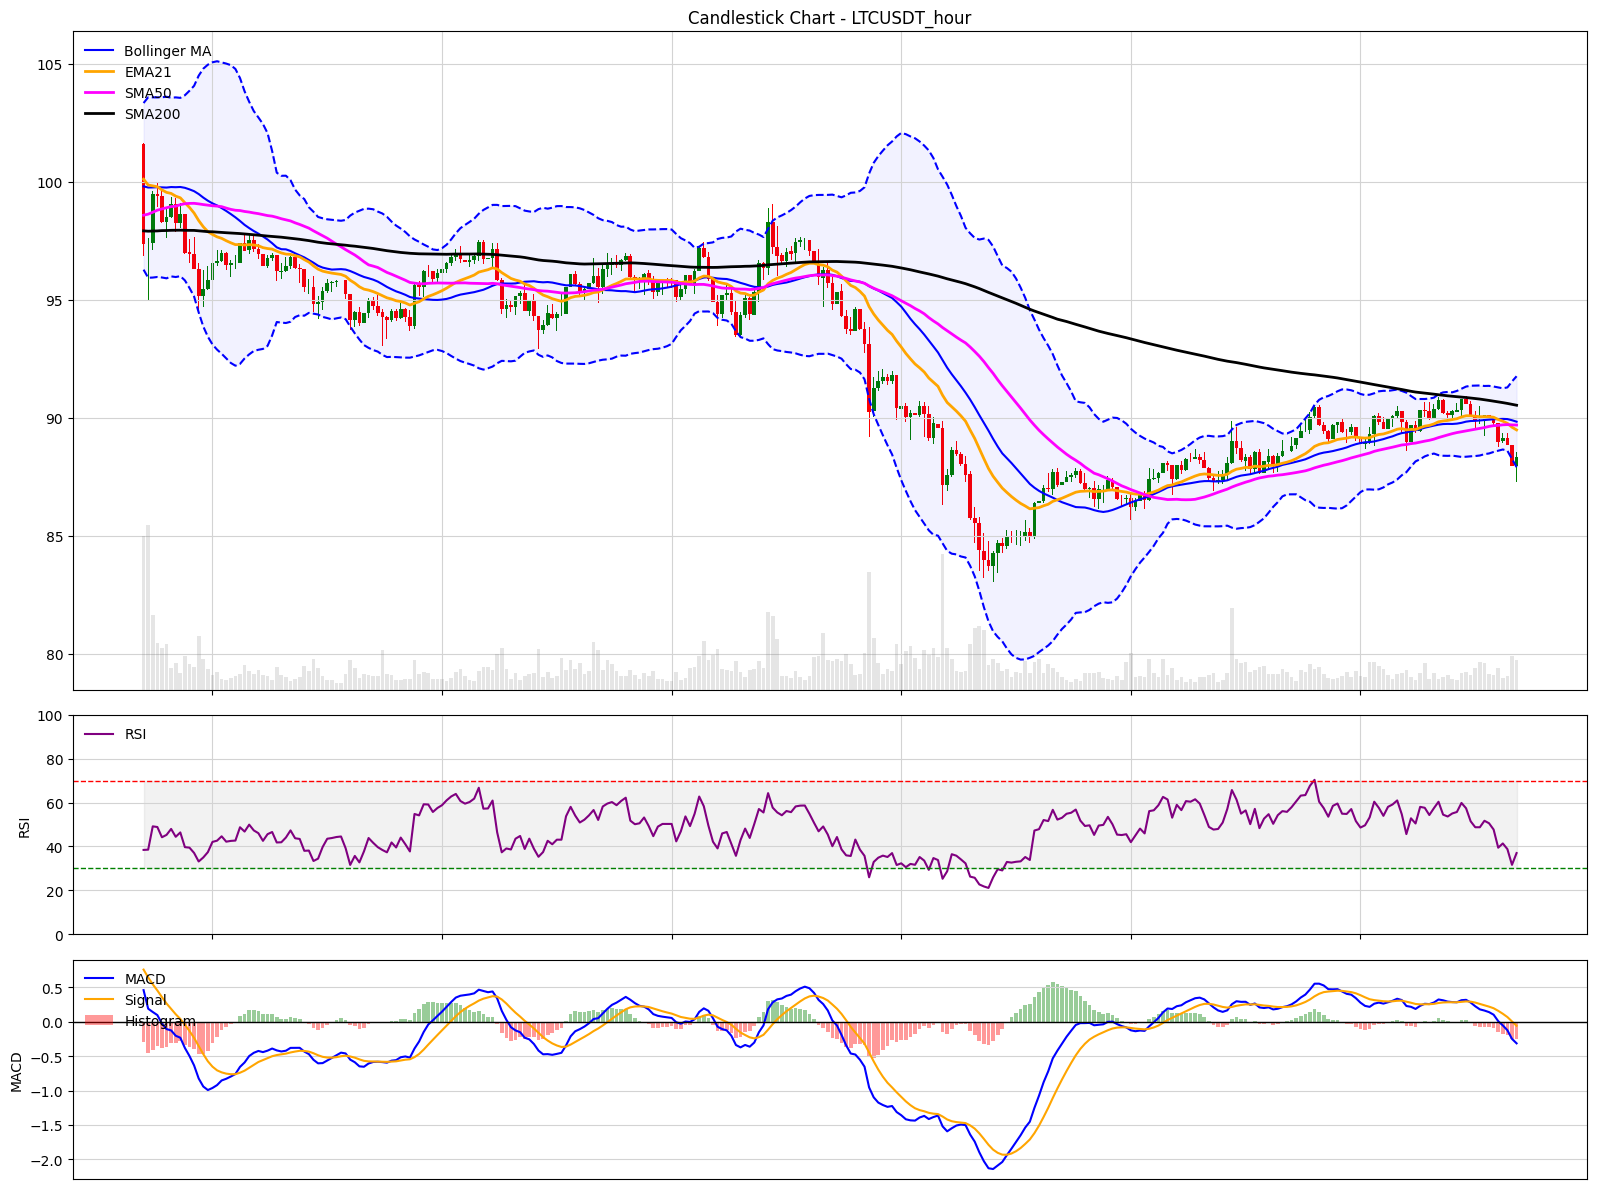 Candlestick Chart - LTCUSDT_hour
Bollinger MA
EMA21
SMA50
SMA200
105
100
95
90
85
80
RSI
100
80
60
40
20
0
RSI
MACD
Signal
Histogram
0.5
0.0
−0.5
−1.0
−1.5
−2.0
MACD